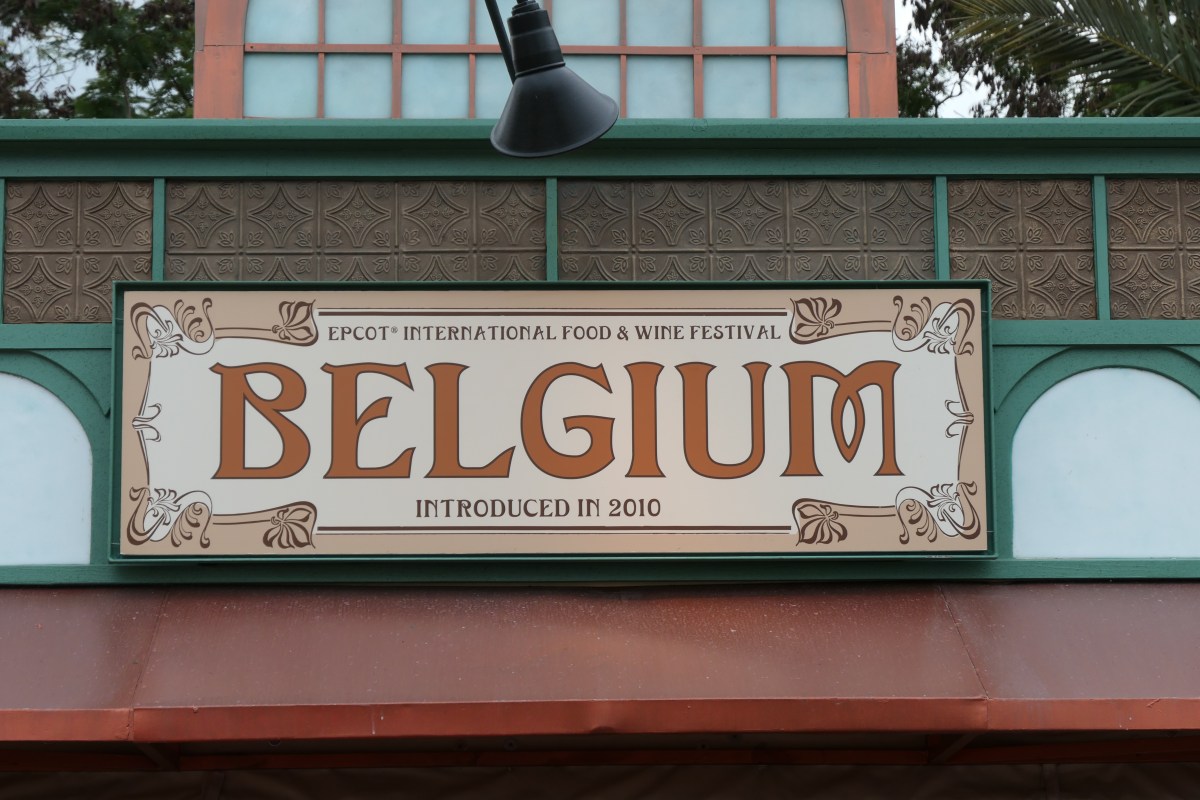 EPCOT® INTERNATIONAL FOOD & WINE FESTIVAL
BELGIUM
INTRODUCED IN 2010